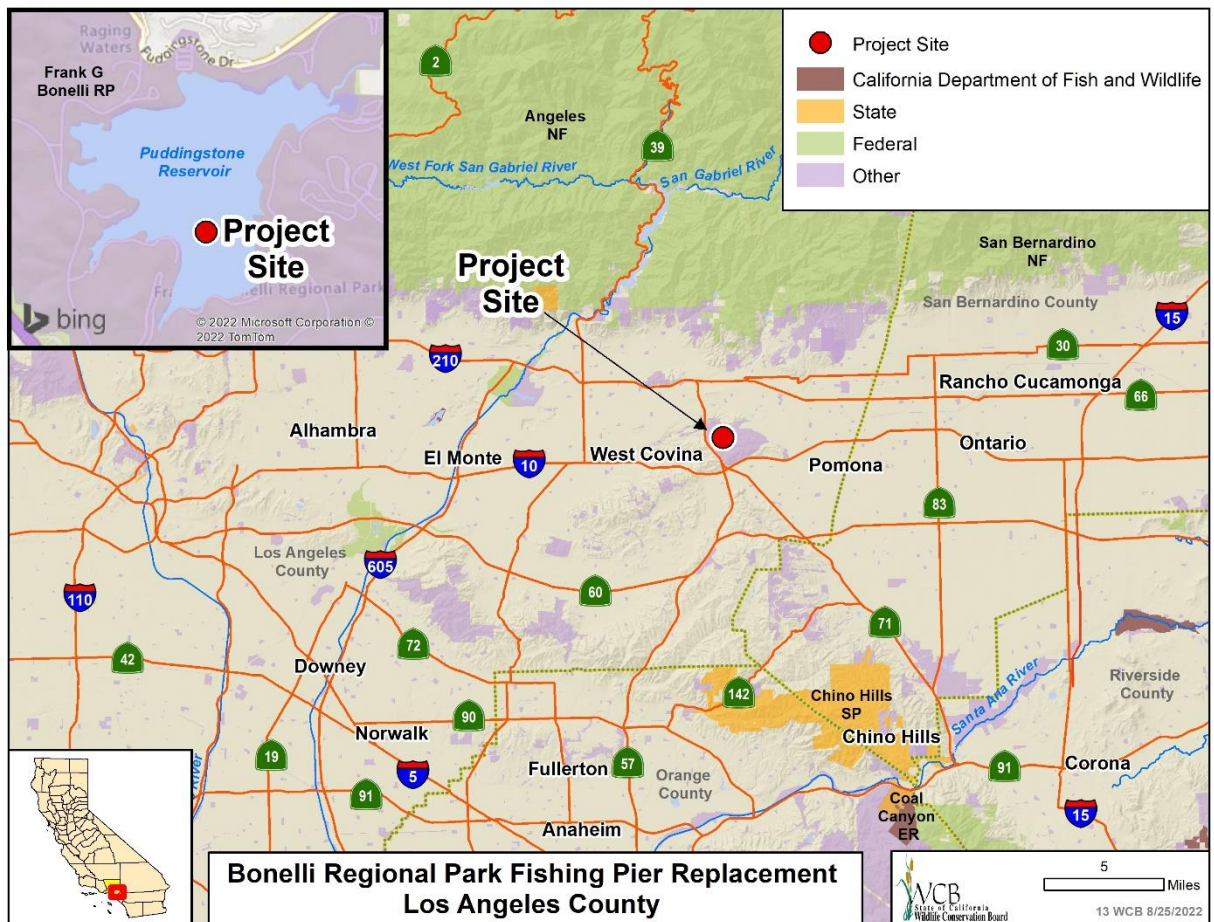 Raging
Waters
Puddingstone Dr
Frank G
Bonelli RP
Puddingstone
Reservoir
Project
Site
Bonelli Regional Park
bing
© 2022 Microsoft Corporation ©
2022 TomTom
Project Site
California Department of Fish and Wildlife
State
Federal
Other
2
Angeles
NF
39
West Fork San Gabriel River
San Gabriel River
San Bernardino
NF
San Bernardino County
Project
Site
15
210
30
Rancho Cucamonga
66
Alhambra
El Monte
10
West Covina
Pomona
Ontario
83
Los Angeles
County
605
110
60
71
42
72
Downey
142
Chino Hills
SP
Chino Hills
Santa Ana River
Riverside
County
90
Norwalk
19
5
Fullerton
57
Orange
County
91
91
Corona
Coal
Canyon
ER
15
Anaheim
River
Bonelli Regional Park Fishing Pier Replacement
Los Angeles County
WCB
State of California
Wildlife Conservation Board
5
Miles
13 WCB 8/25/2022